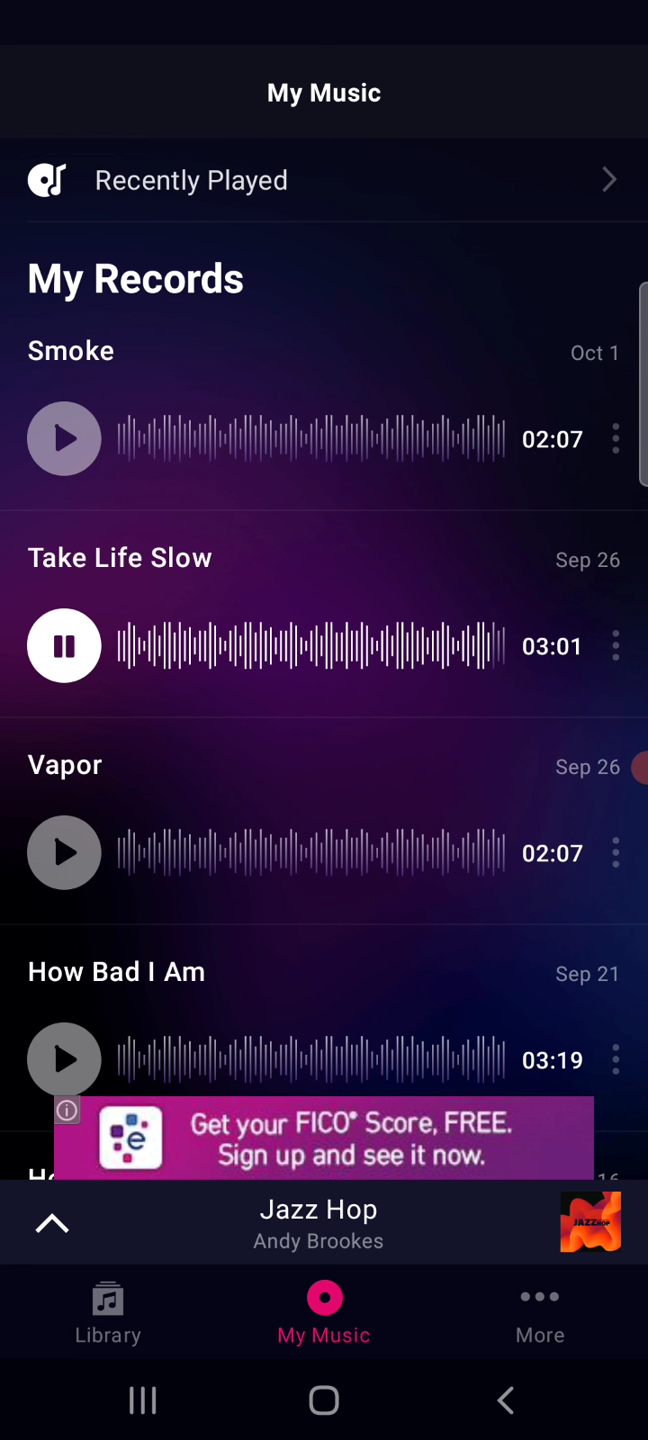 My Music
Recently Played
My Records
Smoke
Oct 1
02:07
Take Life Slow
Sep 26
03:01
Vapor
Sep 26
02:07
How Bad I Am
Sep 21
03:19
Get your FICO® Score, FREE.
Sign up and see it now.
e
Jazz Hop
Andy Brookes
JAZZ HOP
Library
My Music
More